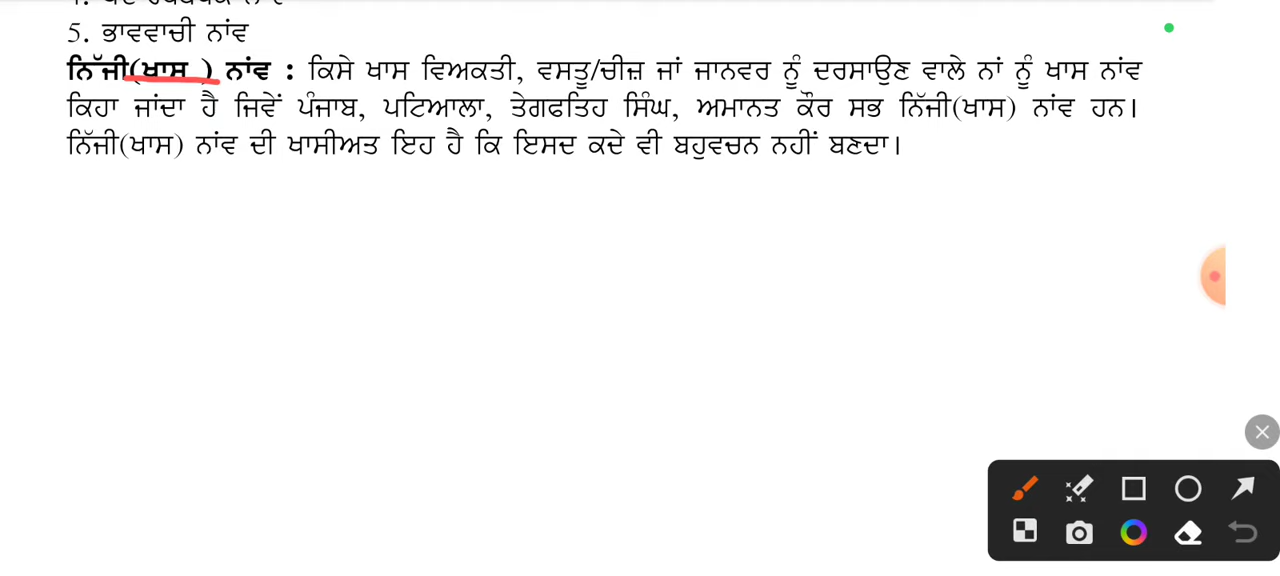 5. ਭਾਵਵਾਚੀ ਨਾਂਵ
ਨਿੱਜੀ(ਖਾਸ ) ਨਾਂਵ : ਕਿਸੇ ਖਾਸ ਵਿਅਕਤੀ, ਵਸਤੂ/ਚੀਜ਼ ਜਾਂ ਜਾਨਵਰ ਨੂੰ ਦਰਸਾਉਣ ਵਾਲੇ ਨਾਂ ਨੂੰ ਖਾਸ ਨਾਂਵ
ਕਿਹਾ ਜਾਂਦਾ ਹੈ ਜਿਵੇਂ ਪੰਜਾਬ, ਪਟਿਆਲਾ, ਤੇਗਫਤਿਹ ਸਿੰਘ, ਅਮਾਨਤ ਕੌਰ ਸਭ ਨਿੱਜੀ(ਖਾਸ) ਨਾਂਵ ਹਨ।
ਨਿੱਜੀ(ਖਾਸ) ਨਾਂਵ ਦੀ ਖਾਸੀਅਤ ਇਹ ਹੈ ਕਿ ਇਸਦ ਕਦੇ ਵੀ ਬਹੁਵਚਨ ਨਹੀਂ ਬਣਦਾ।